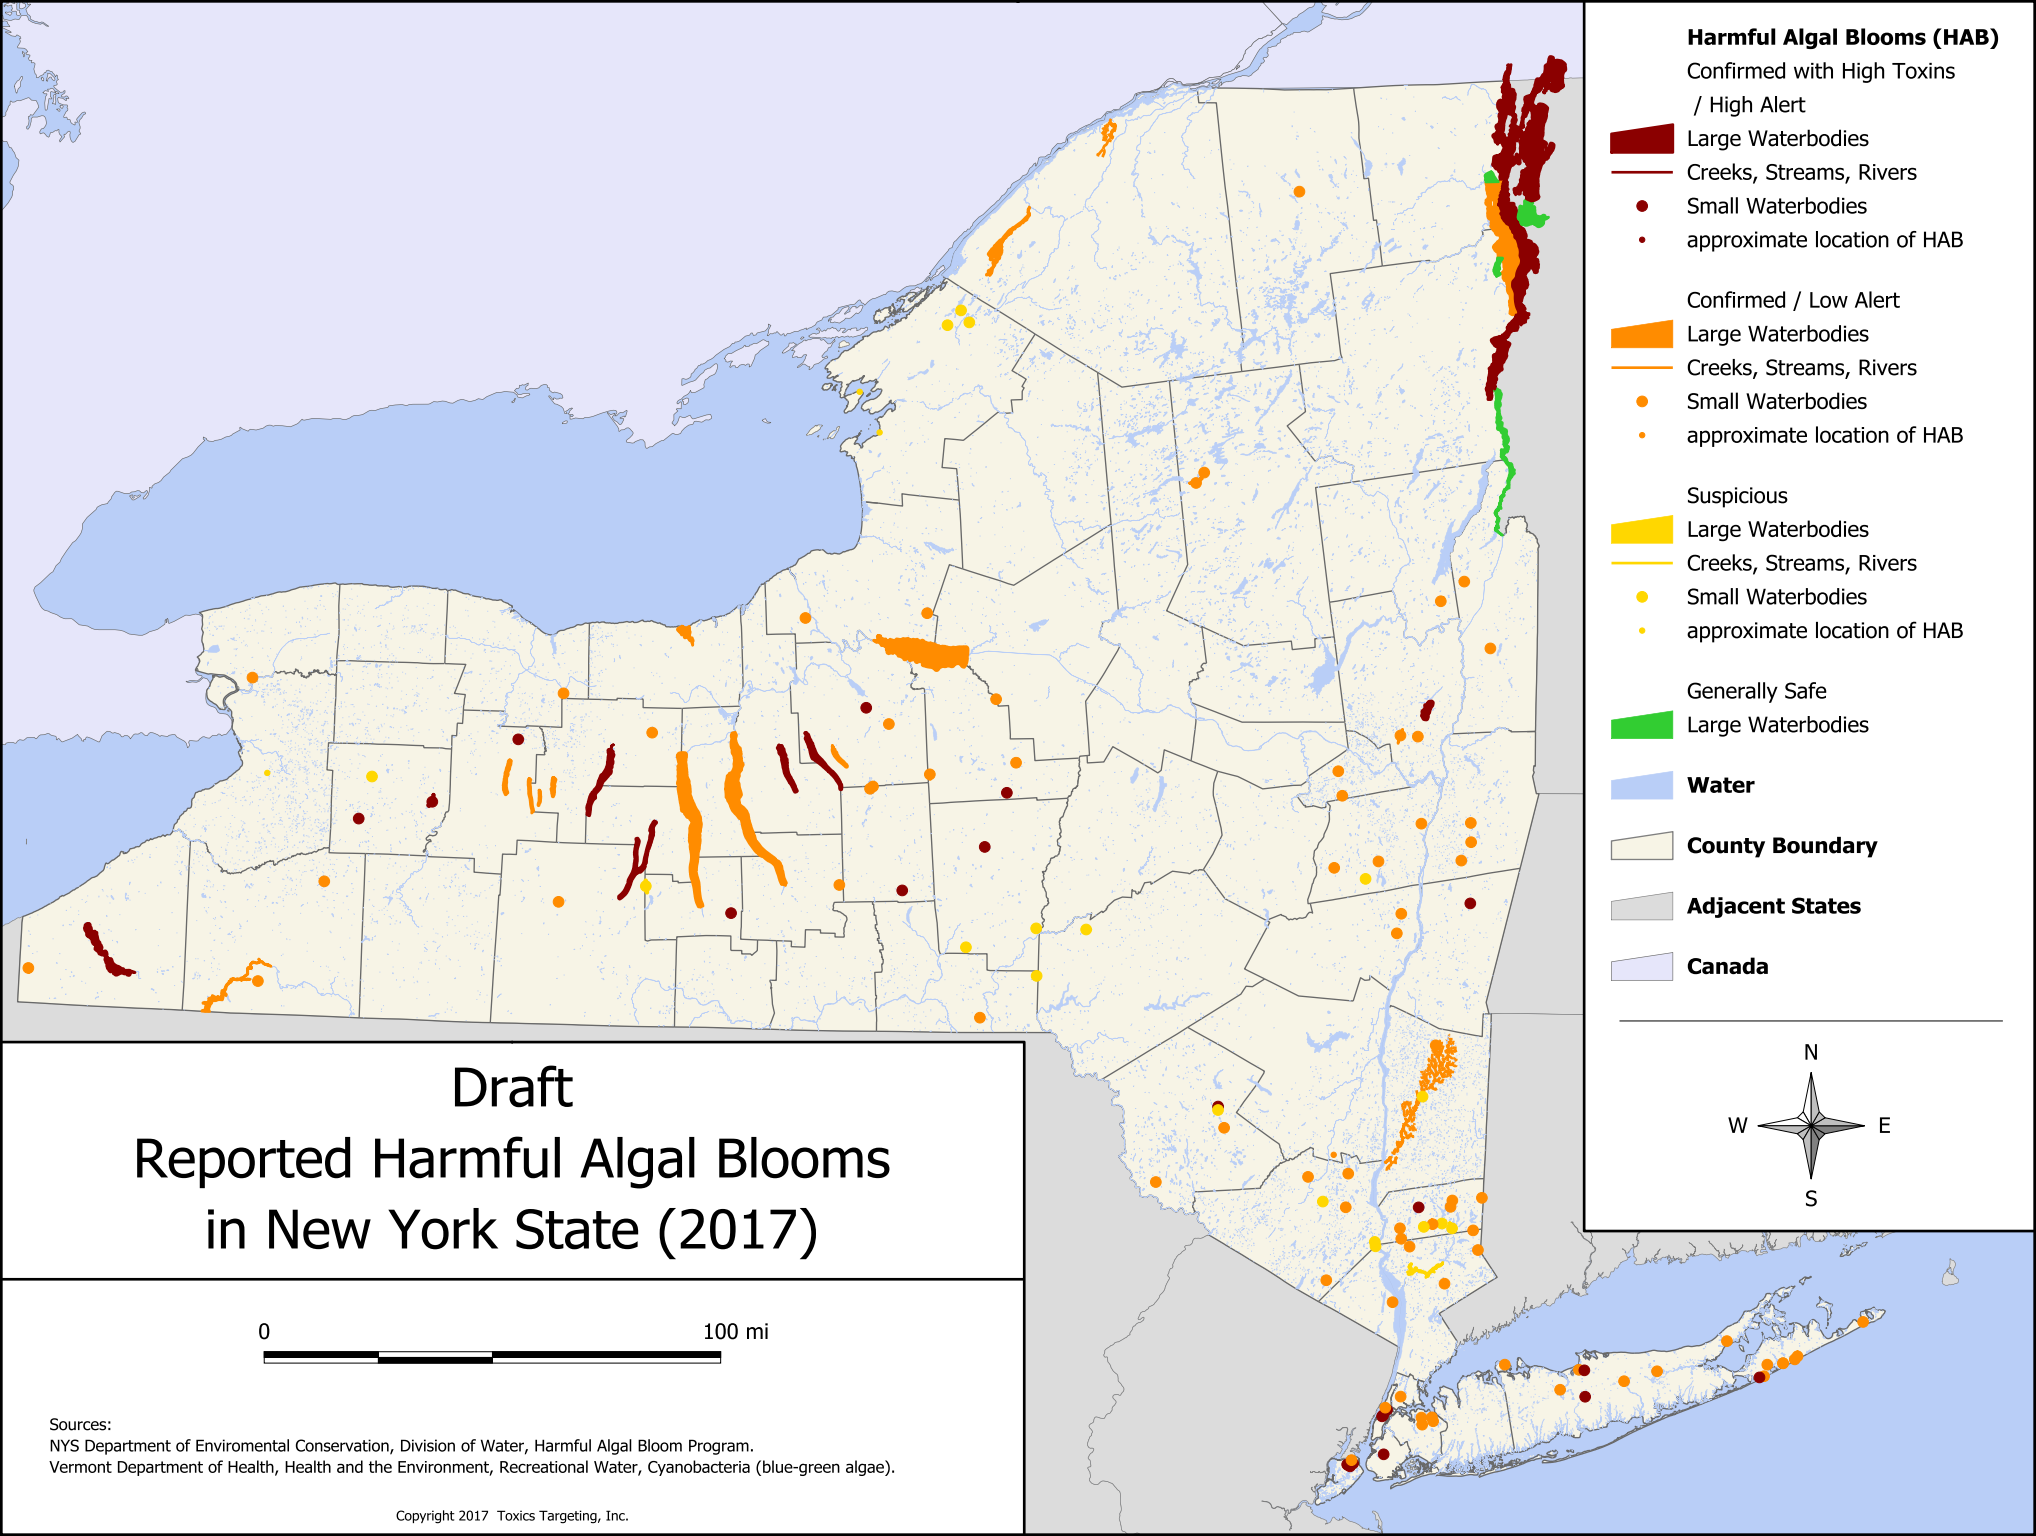 Harmful Algal Blooms (HAB)
Confirmed with High Toxins
/ High Alert
Large Waterbodies
Creeks, Streams, Rivers
Small Waterbodies
approximate location of HAB
Confirmed / Low Alert
Large Waterbodies
Creeks, Streams, Rivers
Small Waterbodies
approximate location of HAB
Suspicious
Large Waterbodies
Creeks, Streams, Rivers
Small Waterbodies
approximate location of HAB
Generally Safe
Large Waterbodies
Water
County Boundary
Adjacent States
Canada
N
W E
S
Draft
Reported Harmful Algal Blooms
in New York State (2017)
0 100 mi
Sources:
NYS Department of Enviromental Conservation, Division of Water, Harmful Algal Bloom Program.
Vermont Department of Health, Health and the Environment, Recreational Water, Cyanobacteria (blue-green algae).
Copyright 2017 Toxics Targeting, Inc.